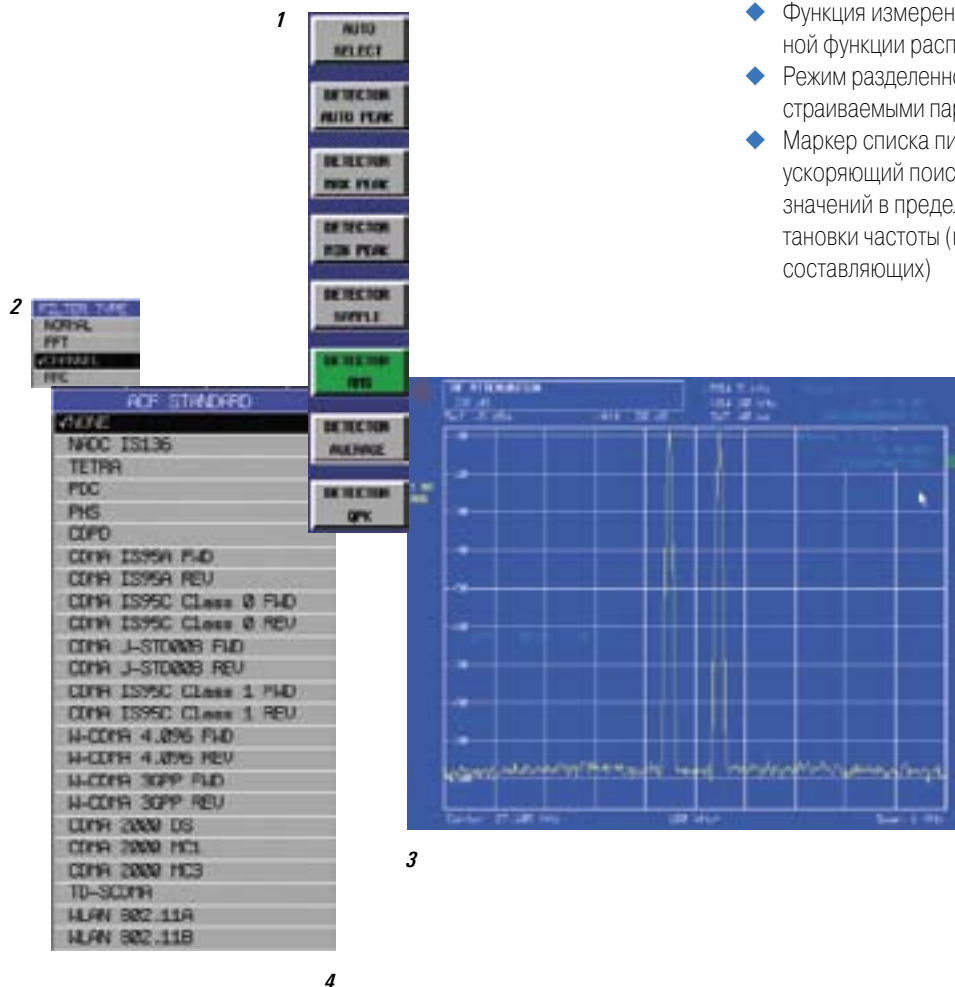 1
AUTO
SELECT
DETECTOR
AUTO PEAK
DETECTOR
MAX PEAK
DETECTOR
MIN PEAK
DETECTOR
SAMPLE
DETECTOR
RMS
DETECTOR
AVERAGE
DETECTOR
QPK
◆ Функция измерен
ной функции расп
◆ Режим разделенн
страиваемыми пар
◆ Маркер списка пи
ускоряющий поис
значений в предел
тановки частоты (
составляющих)
2
FILTER TYPE
NORMAL
FFT
✓CHANNEL
RRC
ACP STANDARD
✓NONE
NADC IS136
TETRA
PDC
PHS
CDPD
CDMA IS95A FWD
CDMA IS95A REV
CDMA IS95C Class 0 FWD
CDMA IS95C Class 0 REV
CDMA J-STD008 FWD
CDMA J-STD008 REV
CDMA IS95C Class 1 FWD
CDMA IS95C Class 1 REV
W-CDMA 4.096 FWD
W-CDMA 4.096 REV
W-CDMA 3GPP FWD
W-CDMA 3GPP REV
CDMA 2000 DS
CDMA 2000 MC1
CDMA 2000 MC3
TD-SCDMA
WLAN 802.11A
WLAN 802.11B
RF ATTENUATION
Center
3
4